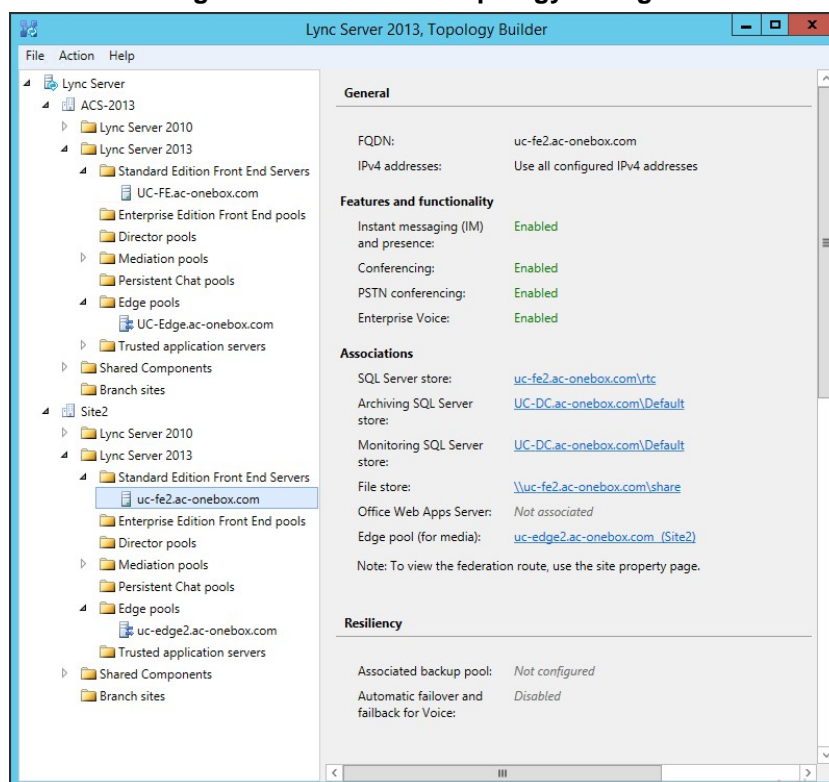 Lync Server 2013, Topology Builder
File Action Help
Lync Server
ACS-2013
Lync Server 2010
Lync Server 2013
Standard Edition Front End Servers
UC-FE.ac-onebox.com
Enterprise Edition Front End pools
Director pools
Mediation pools
Persistent Chat pools
Edge pools
UC-Edge.ac-onebox.com
Trusted application servers
Shared Components
Branch sites
Site2
Lync Server 2010
Lync Server 2013
Standard Edition Front End Servers
uc-fe2.ac-onebox.com
Enterprise Edition Front End pools
Director pools
Mediation pools
Persistent Chat pools
Edge pools
uc-edge2.ac-onebox.com
Trusted application servers
Shared Components
Branch sites
General
FQDN: uc-fe2.ac-onebox.com
IPv4 addresses: Use all configured IPv4 addresses
Features and functionality
Instant messaging (IM) Enabled
and presence:
Conferencing: Enabled
PSTN conferencing: Enabled
Enterprise Voice: Enabled
Associations
SQL Server store: uc-fe2.ac-onebox.com\rtc
Archiving SQL Server UC-DC.ac-onebox.com\Default
store:
Monitoring SQL Server UC-DC.ac-onebox.com\Default
store:
File store: \\uc-fe2.ac-onebox.com\share
Office Web Apps Server: Not associated
Edge pool (for media): uc-edge2.ac-onebox.com (Site2)
Note: To view the federation route, use the site property page.
Resiliency
Associated backup pool: Not configured
Automatic failover and Disabled
failback for Voice: